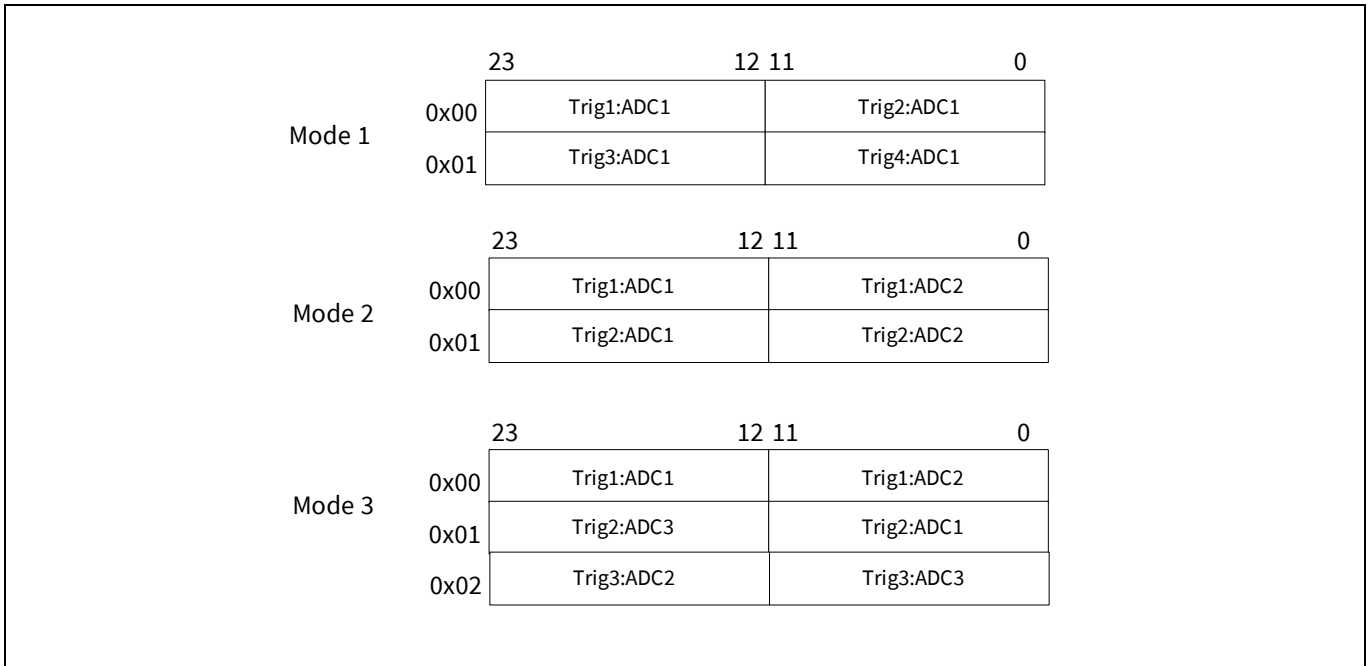 23 12 11 0
Mode 1
0x00 Trig1:ADC1 Trig2:ADC1
0x01 Trig3:ADC1 Trig4:ADC1
23 12 11 0
Mode 2
0x00 Trig1:ADC1 Trig1:ADC2
0x01 Trig2:ADC1 Trig2:ADC2
23 12 11 0
Mode 3
0x00 Trig1:ADC1 Trig1:ADC2
0x01 Trig2:ADC3 Trig2:ADC1
0x02 Trig3:ADC2 Trig3:ADC3